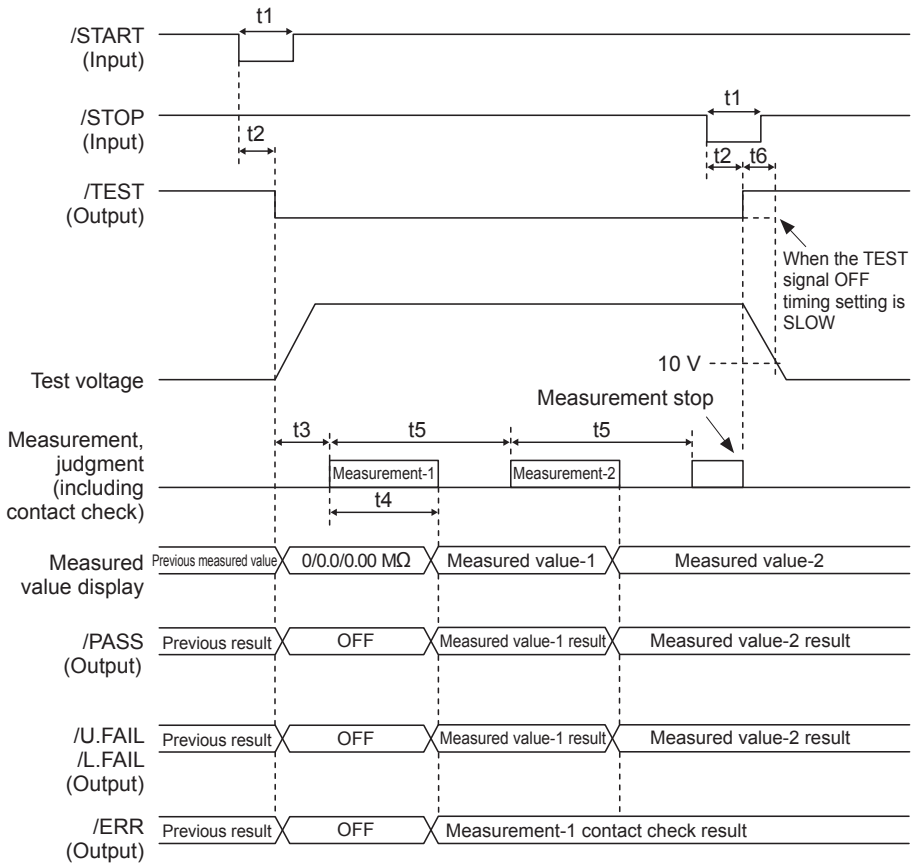 t1
/START
(Input)
t1
/STOP
(Input)
t2
t2
t6
/TEST
(Output)
When the TEST
signal OFF
timing setting is
SLOW
10 V
Test voltage
Measurement stop
t3
t5
t5
Measurement,
judgment
(including
contact check)
Measurement-1
Measurement-2
t4
Measured
value display
Previous measured value
0/0.0/0.00 MΩ
Measured value-1
Measured value-2
/PASS
(Output)
Previous result
OFF
Measured value-1 result
Measured value-2 result
/U.FAIL
/L.FAIL
(Output)
Previous result
OFF
Measured value-1 result
Measured value-2 result
/ERR
(Output)
Previous result
OFF
Measurement-1 contact check result